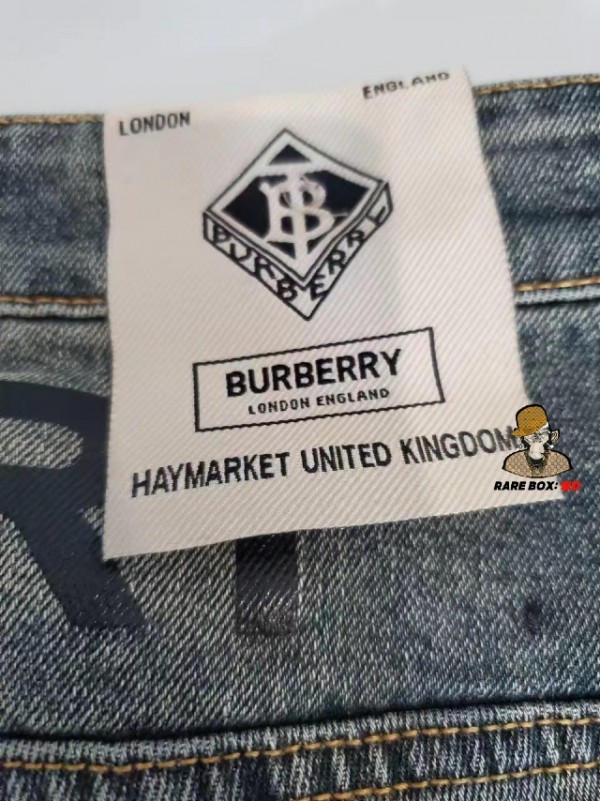 LONDON
ENGLAND
TB
BURBERRY
BURBERRY
LONDON ENGLAND
HAYMARKET UNITED KINGDOM
RARE BOX:
R